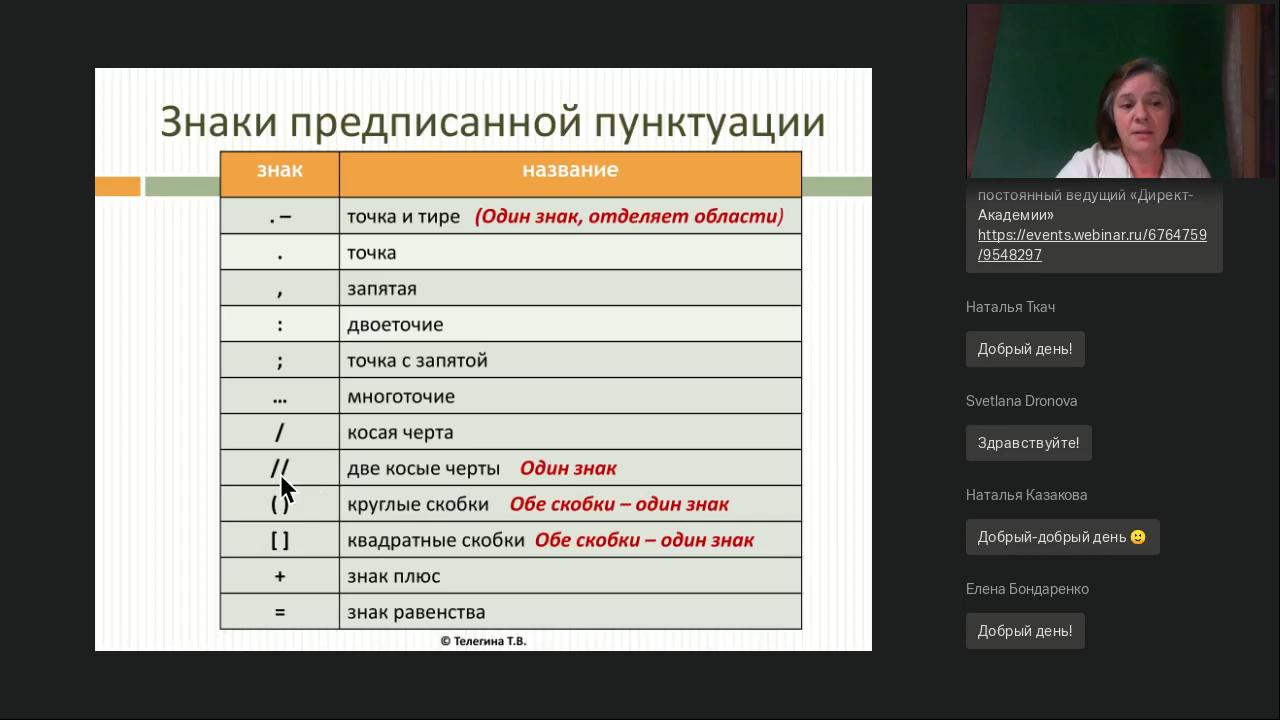 Знаки предписанной пунктуации
знак название
. – точка и тире (Один знак, отделяет области)
. точка
, запятая
: двоеточие
; точка с запятой
... многоточие
/ косая черта
// две косые черты Один знак
( ) круглые скобки Обе скобки – один знак
[ ] квадратные скобки Обе скобки – один знак
+ знак плюс
= знак равенства
© Телегина Т.В.
постоянный ведущий «Директ-
Академии»
https://events.webinar.ru/6764759
/9548297
Наталья Ткач
Добрый день!
Svetlana Dronova
Здравствуйте!
Наталья Казакова
Добрый-добрый день 🙂
Елена Бондаренко
Добрый день!